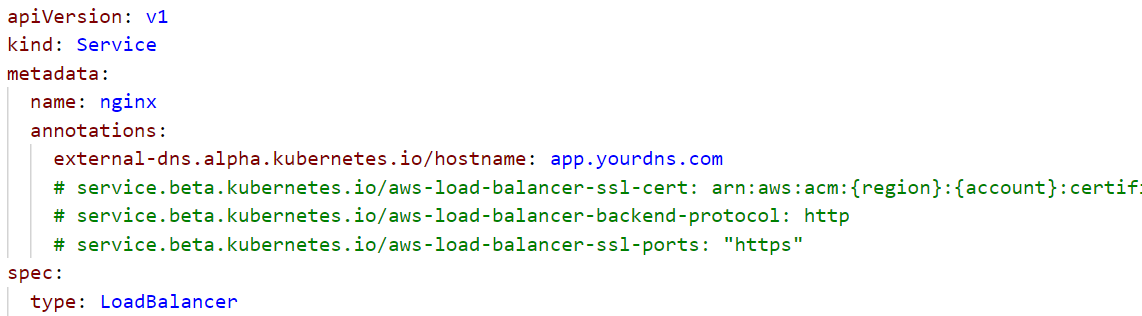 apiVersion: v1
kind: Service
metadata:
  name: nginx
  annotations:
    external-dns.alpha.kubernetes.io/hostname: app.yourdns.com
    # service.beta.kubernetes.io/aws-load-balancer-ssl-cert: arn:aws:acm:{region}:{account}:certifi
    # service.beta.kubernetes.io/aws-load-balancer-backend-protocol: http
    # service.beta.kubernetes.io/aws-load-balancer-ssl-ports: "https"
spec:
  type: LoadBalancer